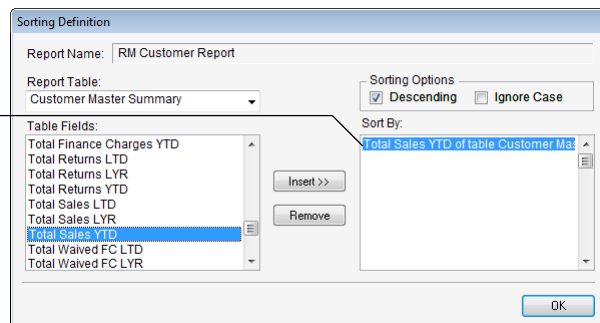 Sorting Definition
Report Name: RM Customer Report
Report Table:
Customer Master Summary
Sorting Options
Descending Ignore Case
Table Fields:
Total Finance Charges YTD
Total Returns LTD
Total Returns LYR
Total Returns YTD
Total Sales LTD
Total Sales LYR
Total Sales YTD
Total Waived FC LTD
Total Waived FC LYR
Insert >>
Remove
Sort By:
Total Sales YTD of table Customer Mas
OK